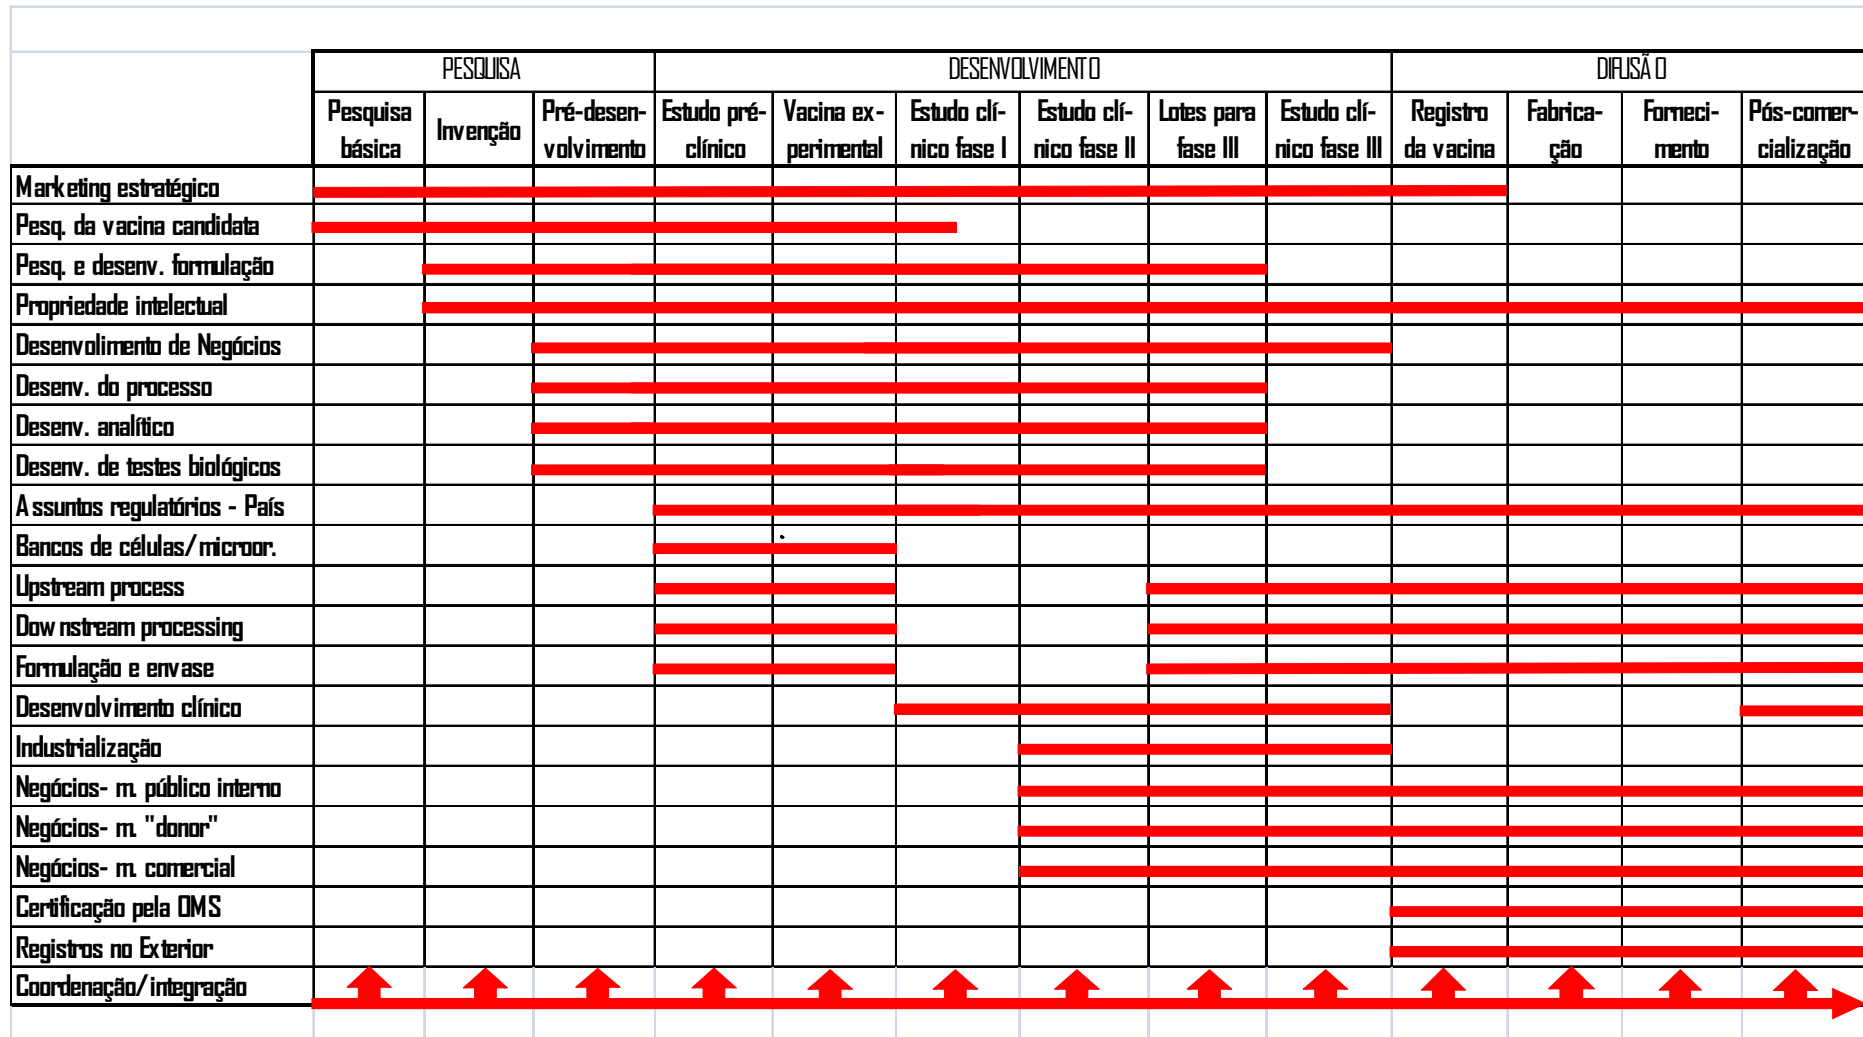 PESQUISA DESENVOLVIMENTO DIFUSÃO
Pesquisa básica
Invenção
Pré-desen-
volvimento
Estudo pré-
clínico
Vacina ex-
perimental
Estudo clí-
nico fase I
Estudo clí-
nico fase II
Lotes para
fase III
Estudo clí-
nico fase III
Registro
da vacina
Fabrica-
ção
Forneci-
mento
Pós-comer-
cialização
Marketing estratégico
Pesq. da vacina candidata
Pesq. e desenv. formulação
Propriedade intelectual
Desenvolimento de Negócios
Desenv. do processo
Desenv. analítico
Desenv. de testes biológicos
Assuntos regulatórios - País
Bancos de células/microor.
Upstream process
Downstream processing
Formulação e envase
Desenvolvimento clínico
Industrialização
Negócios- m. público interno
Negócios- m. "donor"
Negócios- m. comercial
Certificação pela OMS
Registros no Exterior
Coordenação/integração